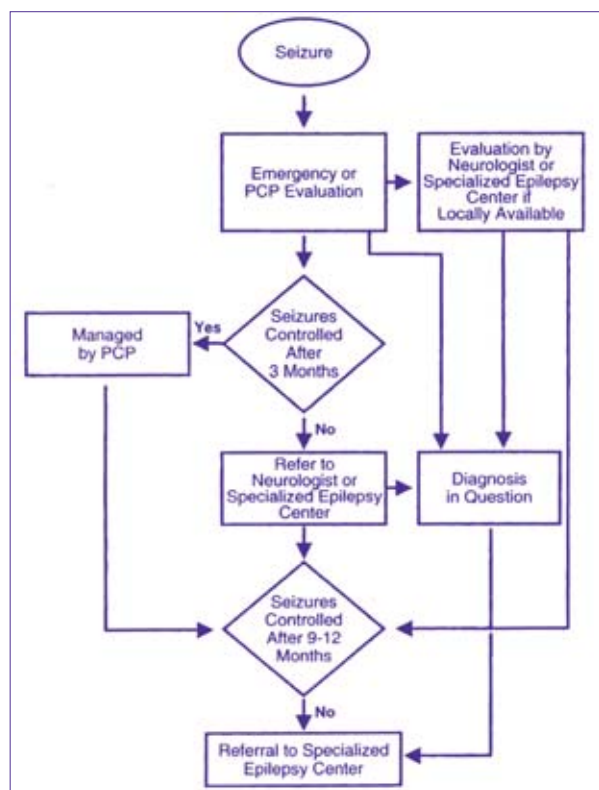 Seizure
Emergency or
PCP Evaluation
Evaluation by
Neurologist or
Specialized Epilepsy
Center if
Locally Available
Seizures
Controlled
After
3 Months
Yes
Managed
by PCP
No
Refer to
Neurologist or
Specialized Epilepsy
Center
Diagnosis
in Question
Seizures
Controlled
After 9-12
Months
No
Referral to Specialized
Epilepsy Center